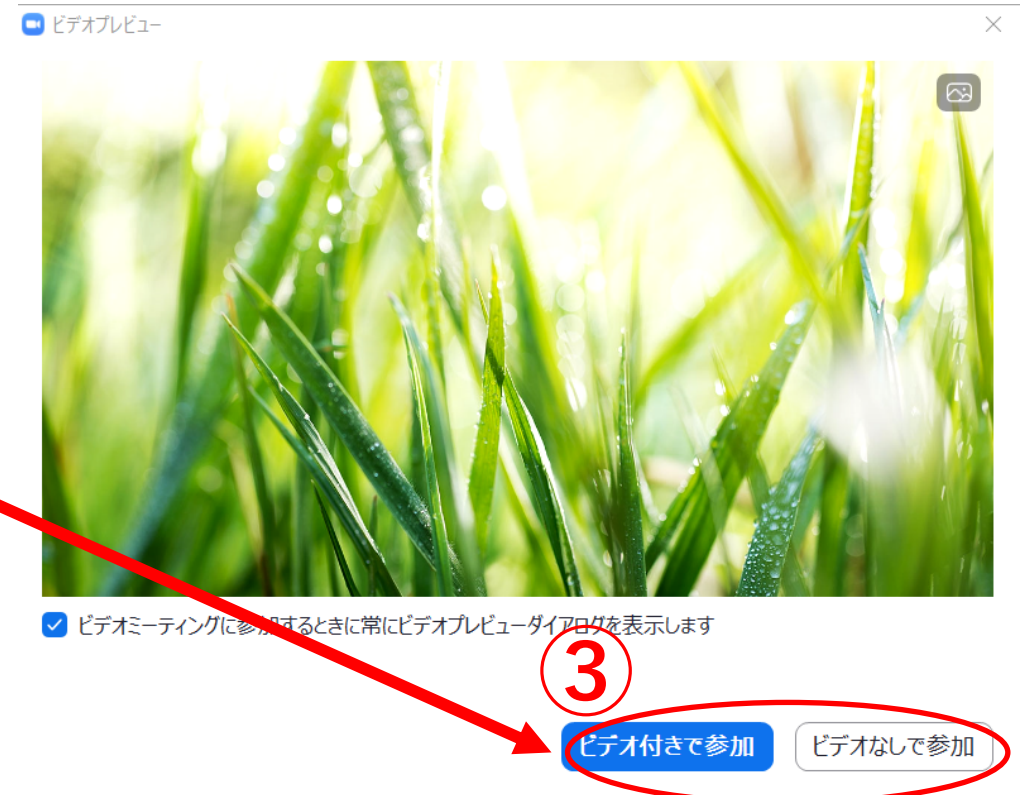 ビデオプレビュー
ビデオミーティングに参加するときに常にビデオプレビューダイアログを表示します
③
ビデオ付きで参加
ビデオなしで参加